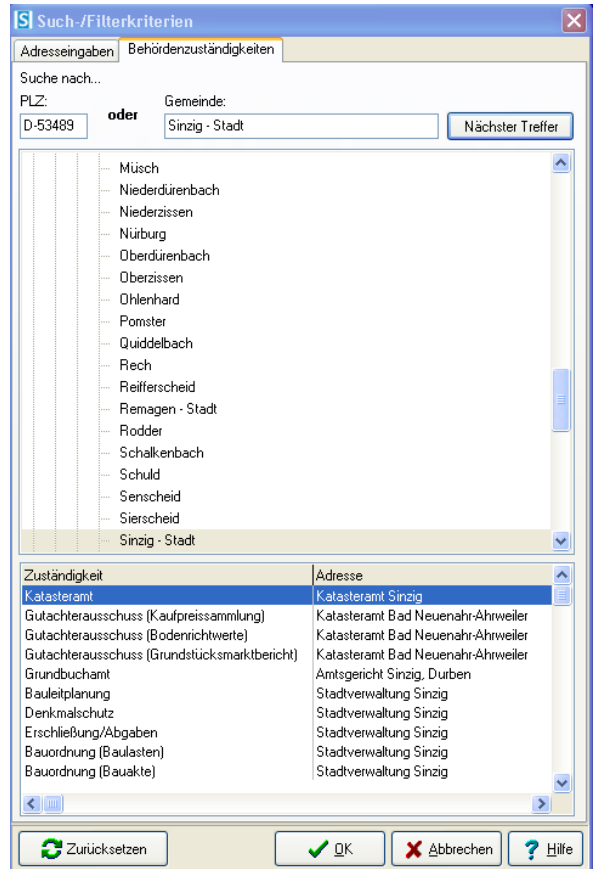 S Such-/Filterkriterien
Adresseingaben Behördenzuständigkeiten
Suche nach...
PLZ: oder Gemeinde:
D-53489 Sinzig - Stadt Nächster Treffer
Müsch
Niederdürenbach
Niederzissen
Nürburg
Oberdürenbach
Oberzissen
Ohlenhard
Pomster
Quiddelbach
Rech
Reifferscheid
Remagen - Stadt
Rodder
Schalkenbach
Schuld
Senscheid
Sierscheid
Sinzig - Stadt
Zuständigkeit Adresse
Katasteramt Katasteramt Sinzig
Gutachterausschuss (Kaufpreissammlung) Katasteramt Bad Neuenahr-Ahrweiler
Gutachterausschuss (Bodenrichtwerte) Katasteramt Bad Neuenahr-Ahrweiler
Gutachterausschuss (Grundstücksmarktbericht) Katasteramt Bad Neuenahr-Ahrweiler
Grundbuchamt Amtsgericht Sinzig, Durben
Bauleitplanung Stadtverwaltung Sinzig
Denkmalschutz Stadtverwaltung Sinzig
Erschließung/Abgaben Stadtverwaltung Sinzig
Bauordnung (Baulasten) Stadtverwaltung Sinzig
Bauordnung (Bauakte) Stadtverwaltung Sinzig
Zurücksetzen OK Abbrechen ? Hilfe